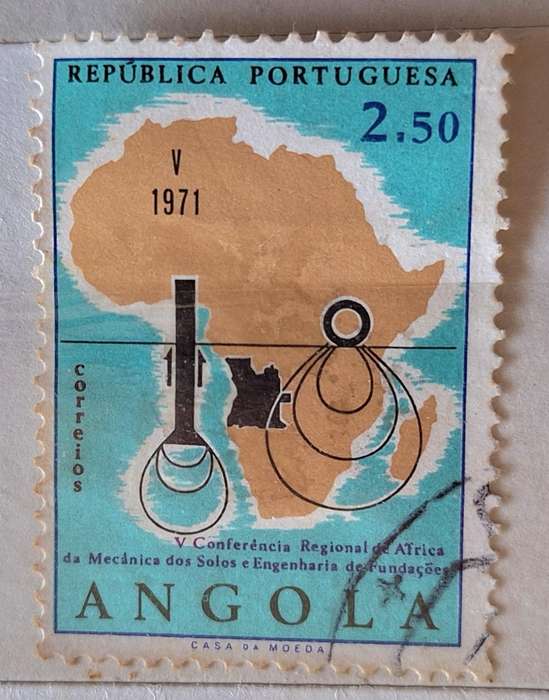 REPÚBLICA PORTUGUESA
2.50
V
1971
correios
V Conferência Regional de Africa
da Mecânica dos Solos e Engenharia de Fundações
ANGOLA
CASA DA MOEDA